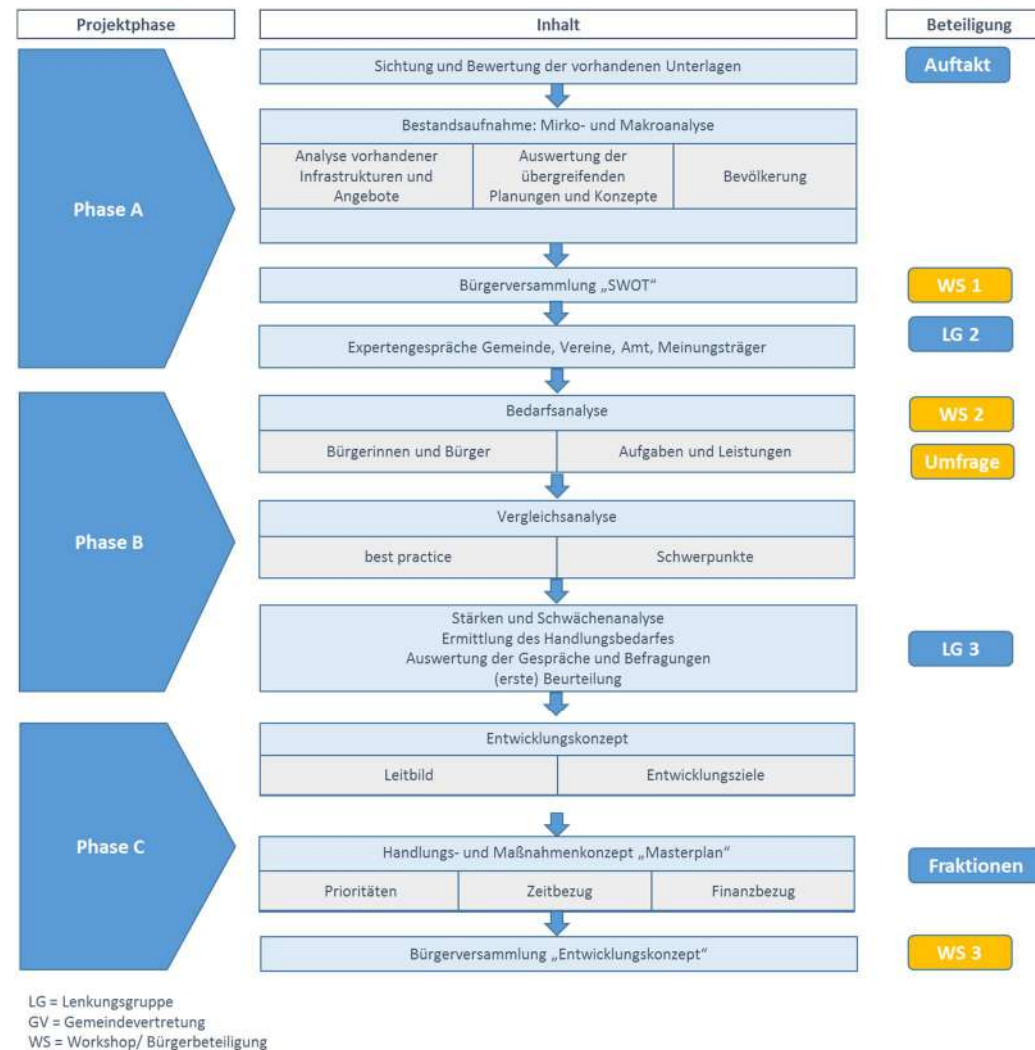 Projektphase
Inhalt
Beteiligung
Phase A
Sichtung und Bewertung der vorhandenen Unterlagen
Auftakt
Bestandsaufnahme: Mirko- und Makroanalyse
Analyse vorhandener
Infrastrukturen und
Angebote
Auswertung der
übergreifenden
Planungen und Konzepte
Bevölkerung
Bürgerversammlung „SWOT“
WS 1
Expertengespräche Gemeinde, Vereine, Amt, Meinungsträger
LG 2
Phase B
Bedarfsanalyse
WS 2
Bürgerinnen und Bürger
Aufgaben und Leistungen
Umfrage
Vergleichsanalyse
best practice
Schwerpunkte
Stärken und Schwächenanalyse
Ermittlung des Handlungsbedarfes
Auswertung der Gespräche und Befragungen
(erste) Beurteilung
LG 3
Phase C
Entwicklungskonzept
Leitbild
Entwicklungsziele
Handlungs- und Maßnahmenkonzept „Masterplan“
Prioritäten
Zeitbezug
Finanzbezug
Fraktionen
Bürgerversammlung „Entwicklungskonzept“
WS 3
LG = Lenkungsgruppe
GV = Gemeindevertretung
WS = Workshop/ Bürgerbeteiligung